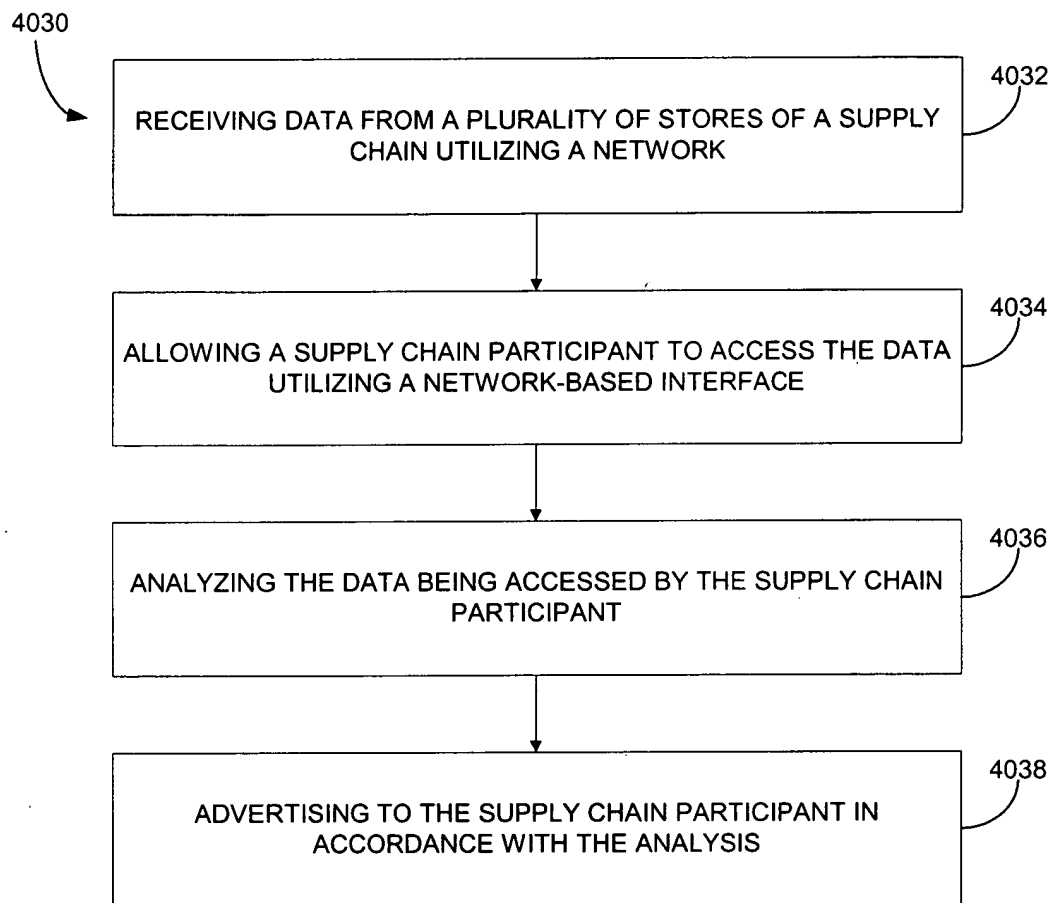 4030
4032
RECEIVING DATA FROM A PLURALITY OF STORES OF A SUPPLY
CHAIN UTILIZING A NETWORK
4034
ALLOWING A SUPPLY CHAIN PARTICIPANT TO ACCESS THE DATA
UTILIZING A NETWORK-BASED INTERFACE
4036
ANALYZING THE DATA BEING ACCESSED BY THE SUPPLY CHAIN
PARTICIPANT
4038
ADVERTISING TO THE SUPPLY CHAIN PARTICIPANT IN
ACCORDANCE WITH THE ANALYSIS